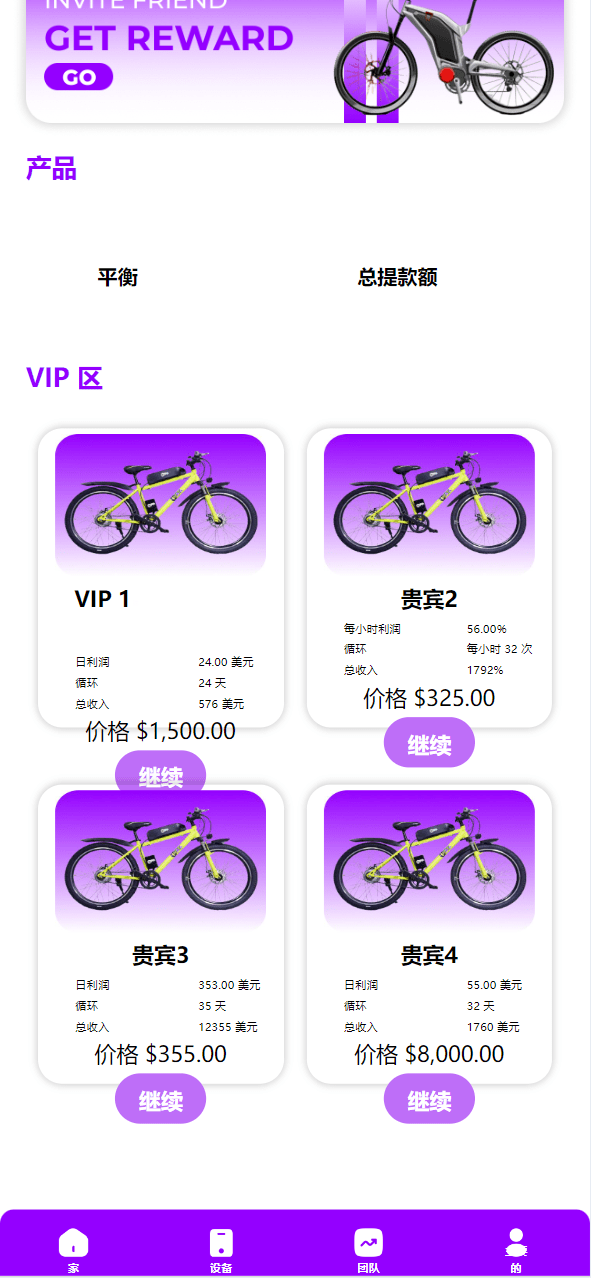 INVITE FRIEND
GET REWARD
GO
产品
平衡 总提款额
VIP 区
VIP 1
日利润 24.00 美元
循环 24 天
总收入 576 美元
价格 $1,500.00
继续
贵宾2
每小时利润 56.00%
循环 每小时 32 次
总收入 1792%
价格 $325.00
继续
贵宾3
日利润 353.00 美元
循环 35 天
总收入 12355 美元
价格 $355.00
继续
贵宾4
日利润 55.00 美元
循环 32 天
总收入 1760 美元
价格 $8,000.00
继续
家 设备 团队 的